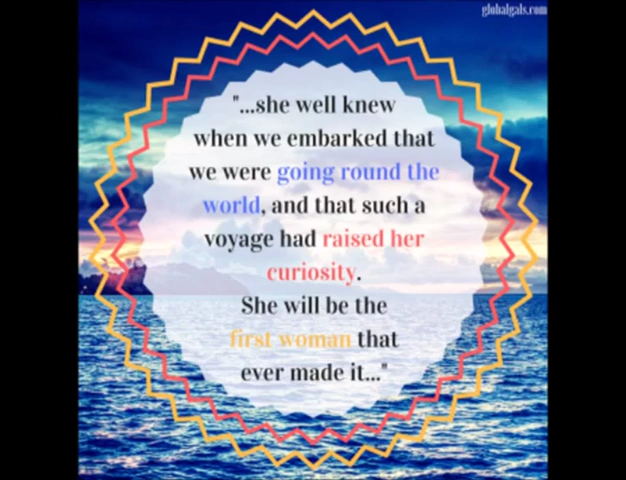 globalgals.com
"...she well knew
when we embarked that
we were going round the
world, and that such a
voyage had raised her
curiosity.
She will be the
first woman that
ever made it..."